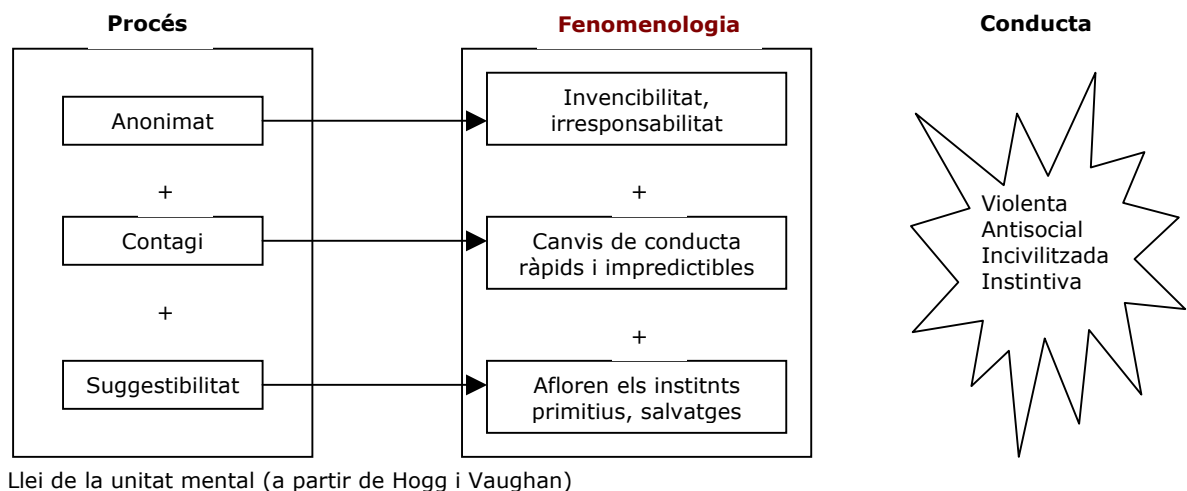 Procés
Fenomenologia
Conducta
Anonimat
+
Contagi
+
Suggestibilitat
Invencibilitat,
irresponsabilitat
+
Canvis de conducta
ràpids i impredictibles
+
Afloren els institnts
primitius, salvatges
Violenta
Antisocial
Incivilitzada
Instintiva
Llei de la unitat mental (a partir de Hogg i Vaughan)